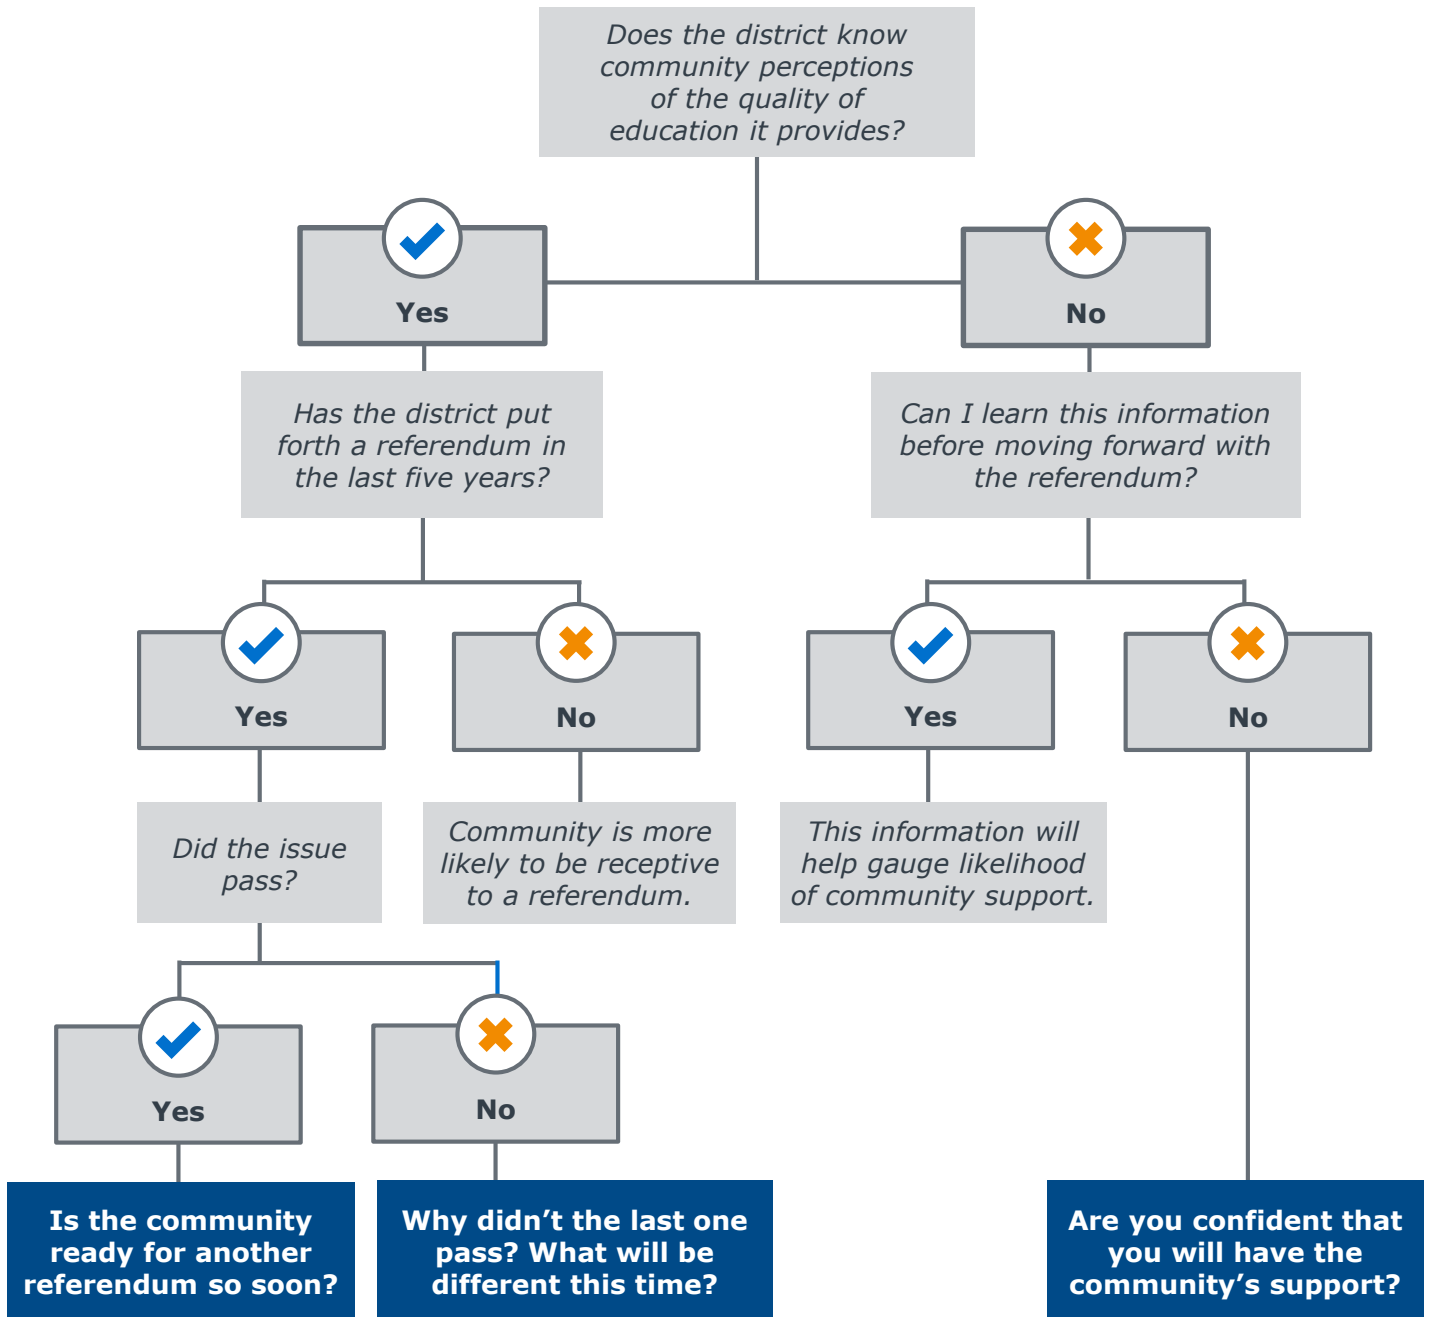 Does the district know
community perceptions
of the quality of
education it provides?
Yes
No
Has the district put
forth a referendum in
the last five years?
Can I learn this information
before moving forward with
the referendum?
Yes
No
Yes
No
Did the issue
pass?
Community is more
likely to be receptive
to a referendum.
This information will
help gauge likelihood
of community support.
Yes
No
Is the community
ready for another
referendum so soon?
Why didn’t the last one
pass? What will be
different this time?
Are you confident that
you will have the
community’s support?